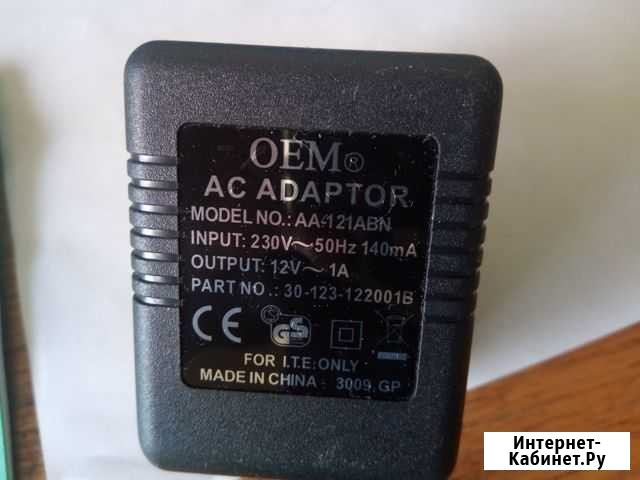 OEM®
AC ADAPTOR
MODEL NO.: AA-121ABN
INPUT: 230V～50Hz 140mA
OUTPUT: 12V～ 1A
PART NO .: 30-123-122001B
CE GS
FOR I.T.E. ONLY
MADE IN CHINA 3009. GP
Интернет-
Кабинет.Ру